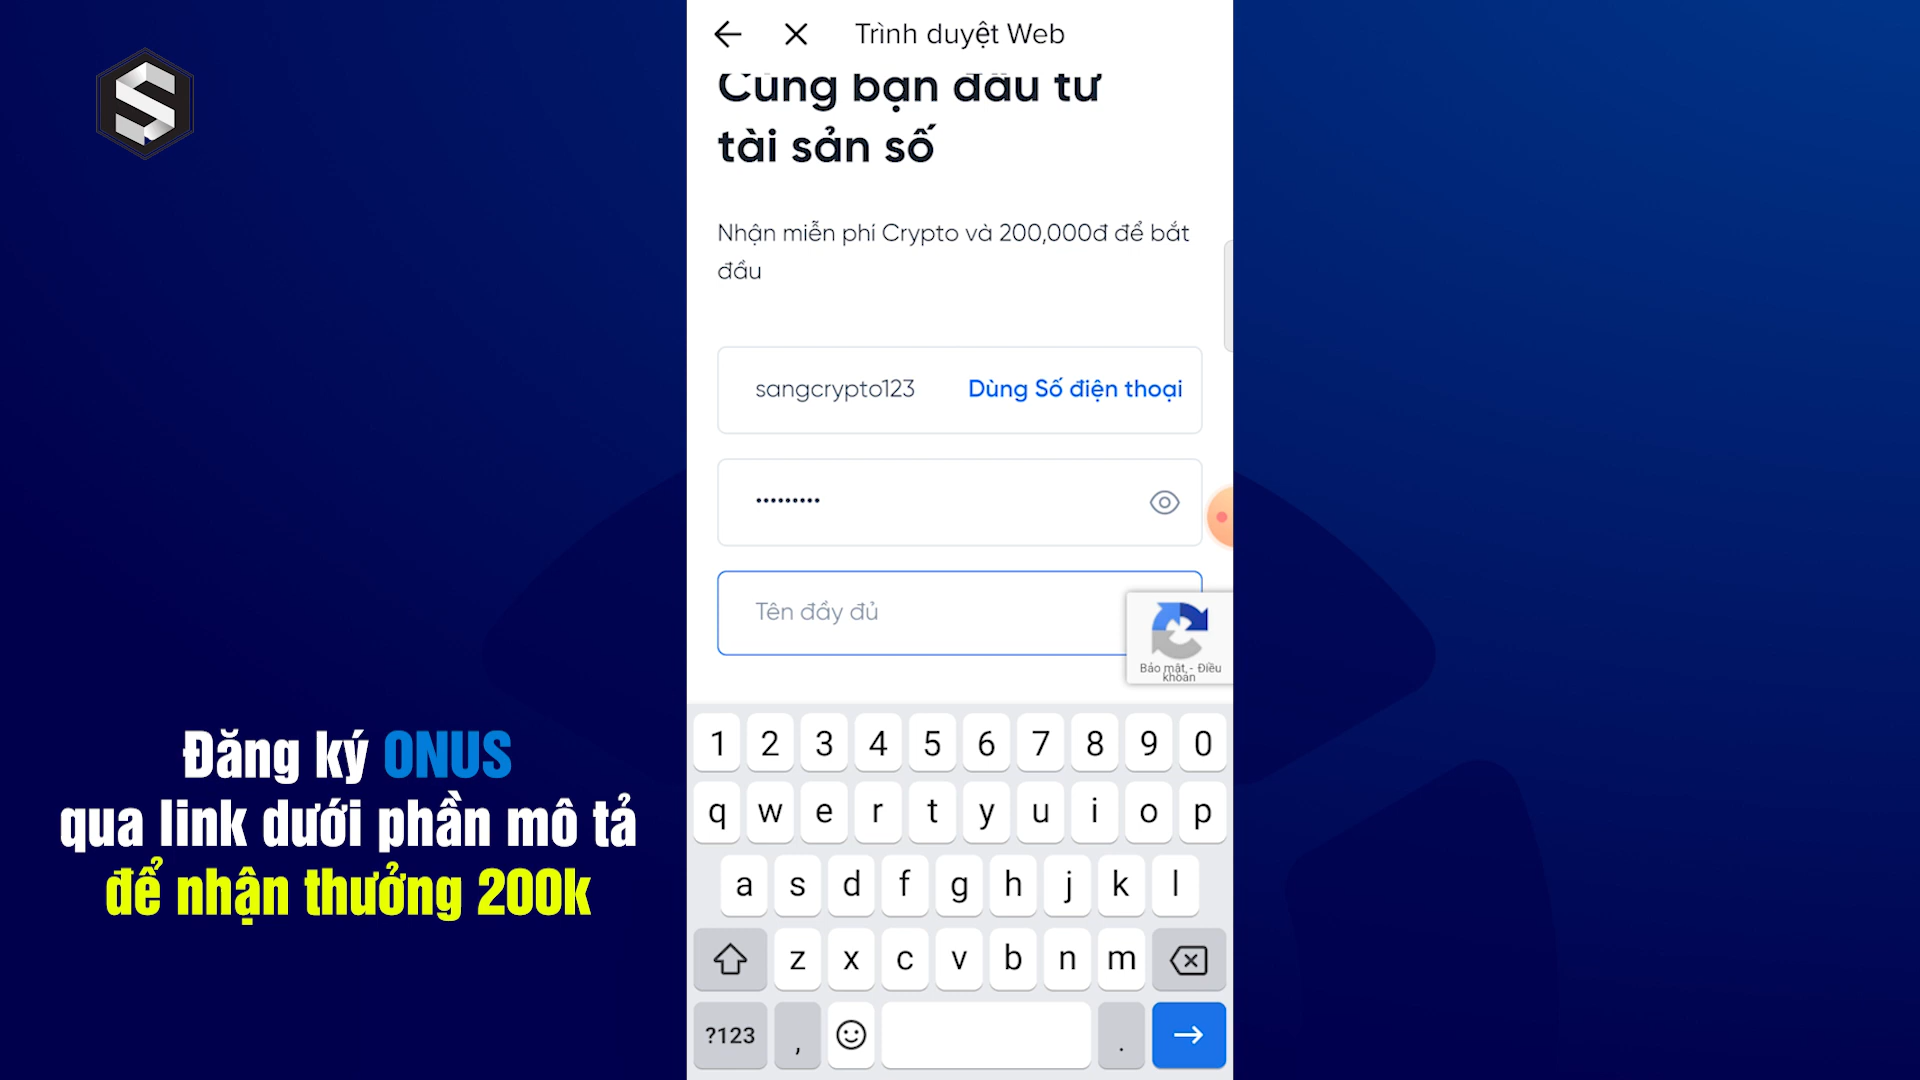 Trình duyệt Web
Cùng bạn đầu tư
tài sản số
Nhận miễn phí Crypto và 200,000đ để bắt
đầu
sangcrypto123
Dùng Số điện thoại
•••••••••
Tên đầy đủ
Bảo mật - Điều
khoản
Đăng ký ONUS
qua link dưới phần mô tả
để nhận thưởng 200k
1 2 3 4 5 6 7 8 9 0
q w e r t y u i o p
a s d f g h j k l
z x c v b n m
?123 , .